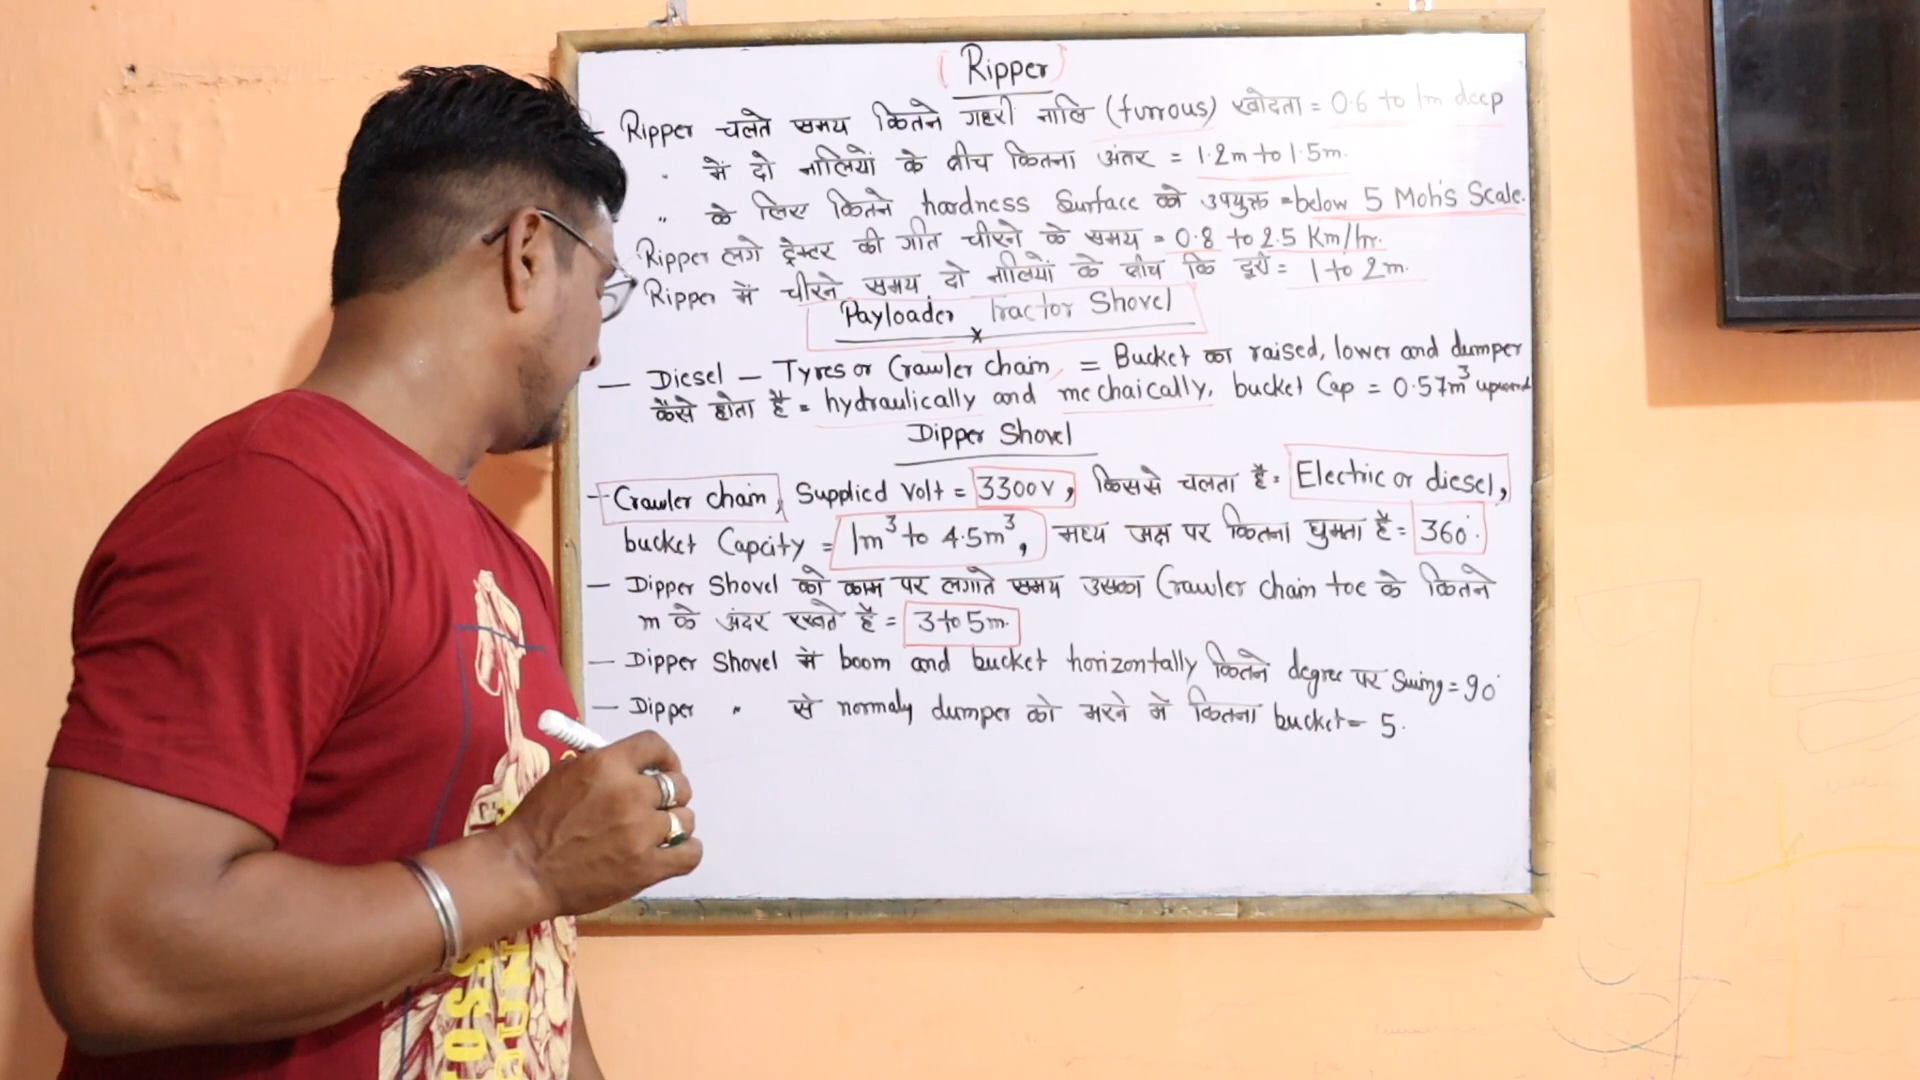 Ripper
Ripper चलते समय कितने गहरी नालि (furrous) खोदता = 0.6 to 1m deep
" में दो नालियों के बीच कितना अंतर = 1.2m to 1.5m.
" के लिए कितने hardness Surface को उपयुक्त = below 5 Moh's Scale.
Ripper लगे ट्रेक्टर की गति चीरने के समय = 0.8 to 2.5 Km/hr.
Ripper में चीरने समय दो नालियों के बीच कि दूरी = 1 to 2m.
Payloader Tractor Shovel
— Diesel — Tyres or Crawler chain = Bucket का raised, lower and dumper
कैसे होता है = hydraulically and mechaically, bucket Cap = 0.57m³
Dipper Shovel
— Crawler chain, Supplied volt = 3300V, किससे चलता है = Electric or diesel,
bucket Capcity = 1m³ to 4.5m³, मध्य अक्ष पर कितना घुमता है = 360°
— Dipper Shovel को काम पर लगाते समय उसका Crawler chain toe के कितने
m के अंदर रखते हैं = 3 to 5m.
— Dipper Shovel में boom and bucket horizontally कितने degree पर Swing = 90°
— Dipper " से normaly dumper को भरने में कितना bucket = 5.